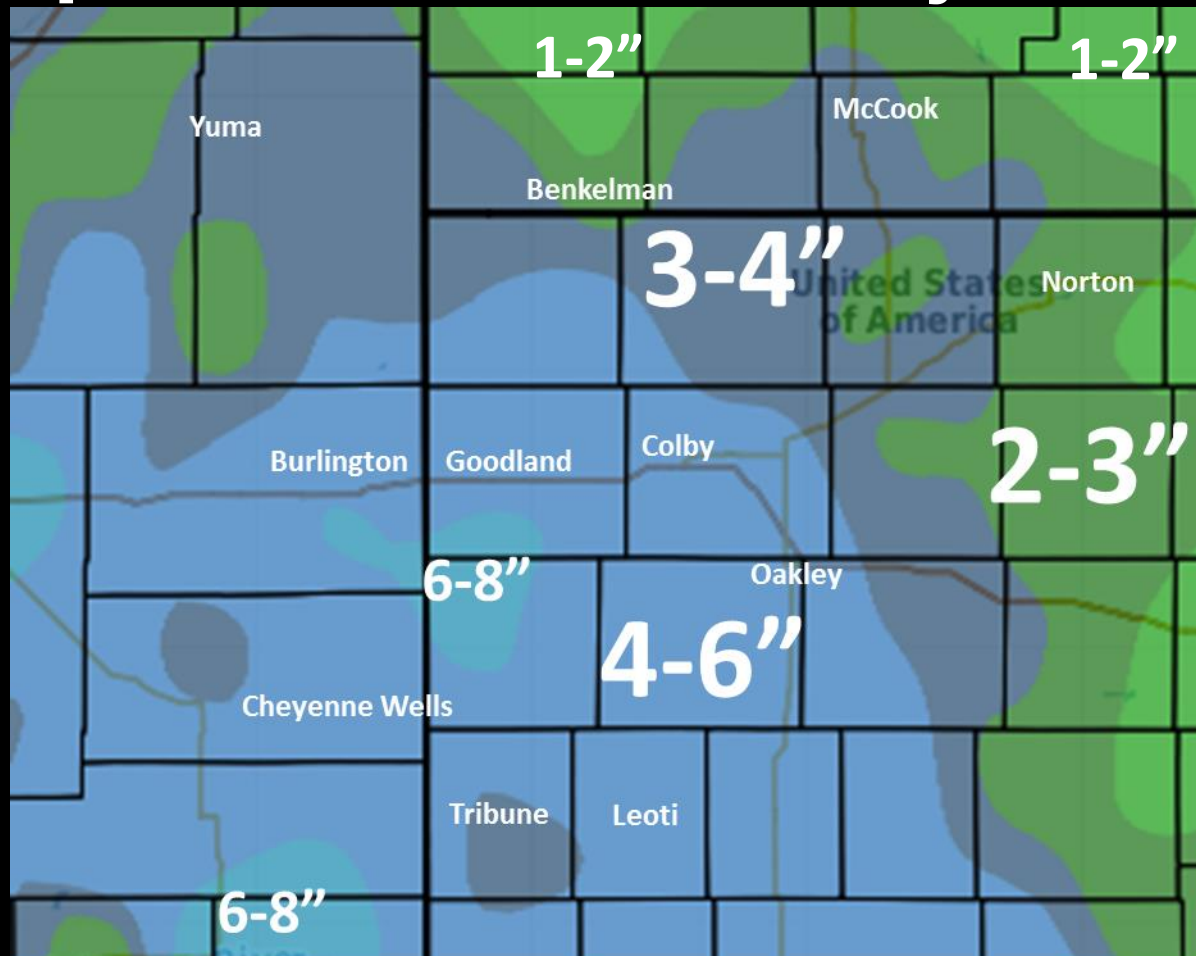 1-2”
1-2”
McCook
Yuma
Benkelman
3-4”
United States
of America
Norton
Colby
Burlington
Goodland
2-3”
6-8”
Oakley
4-6”
Cheyenne Wells
Tribune
Leoti
6-8”